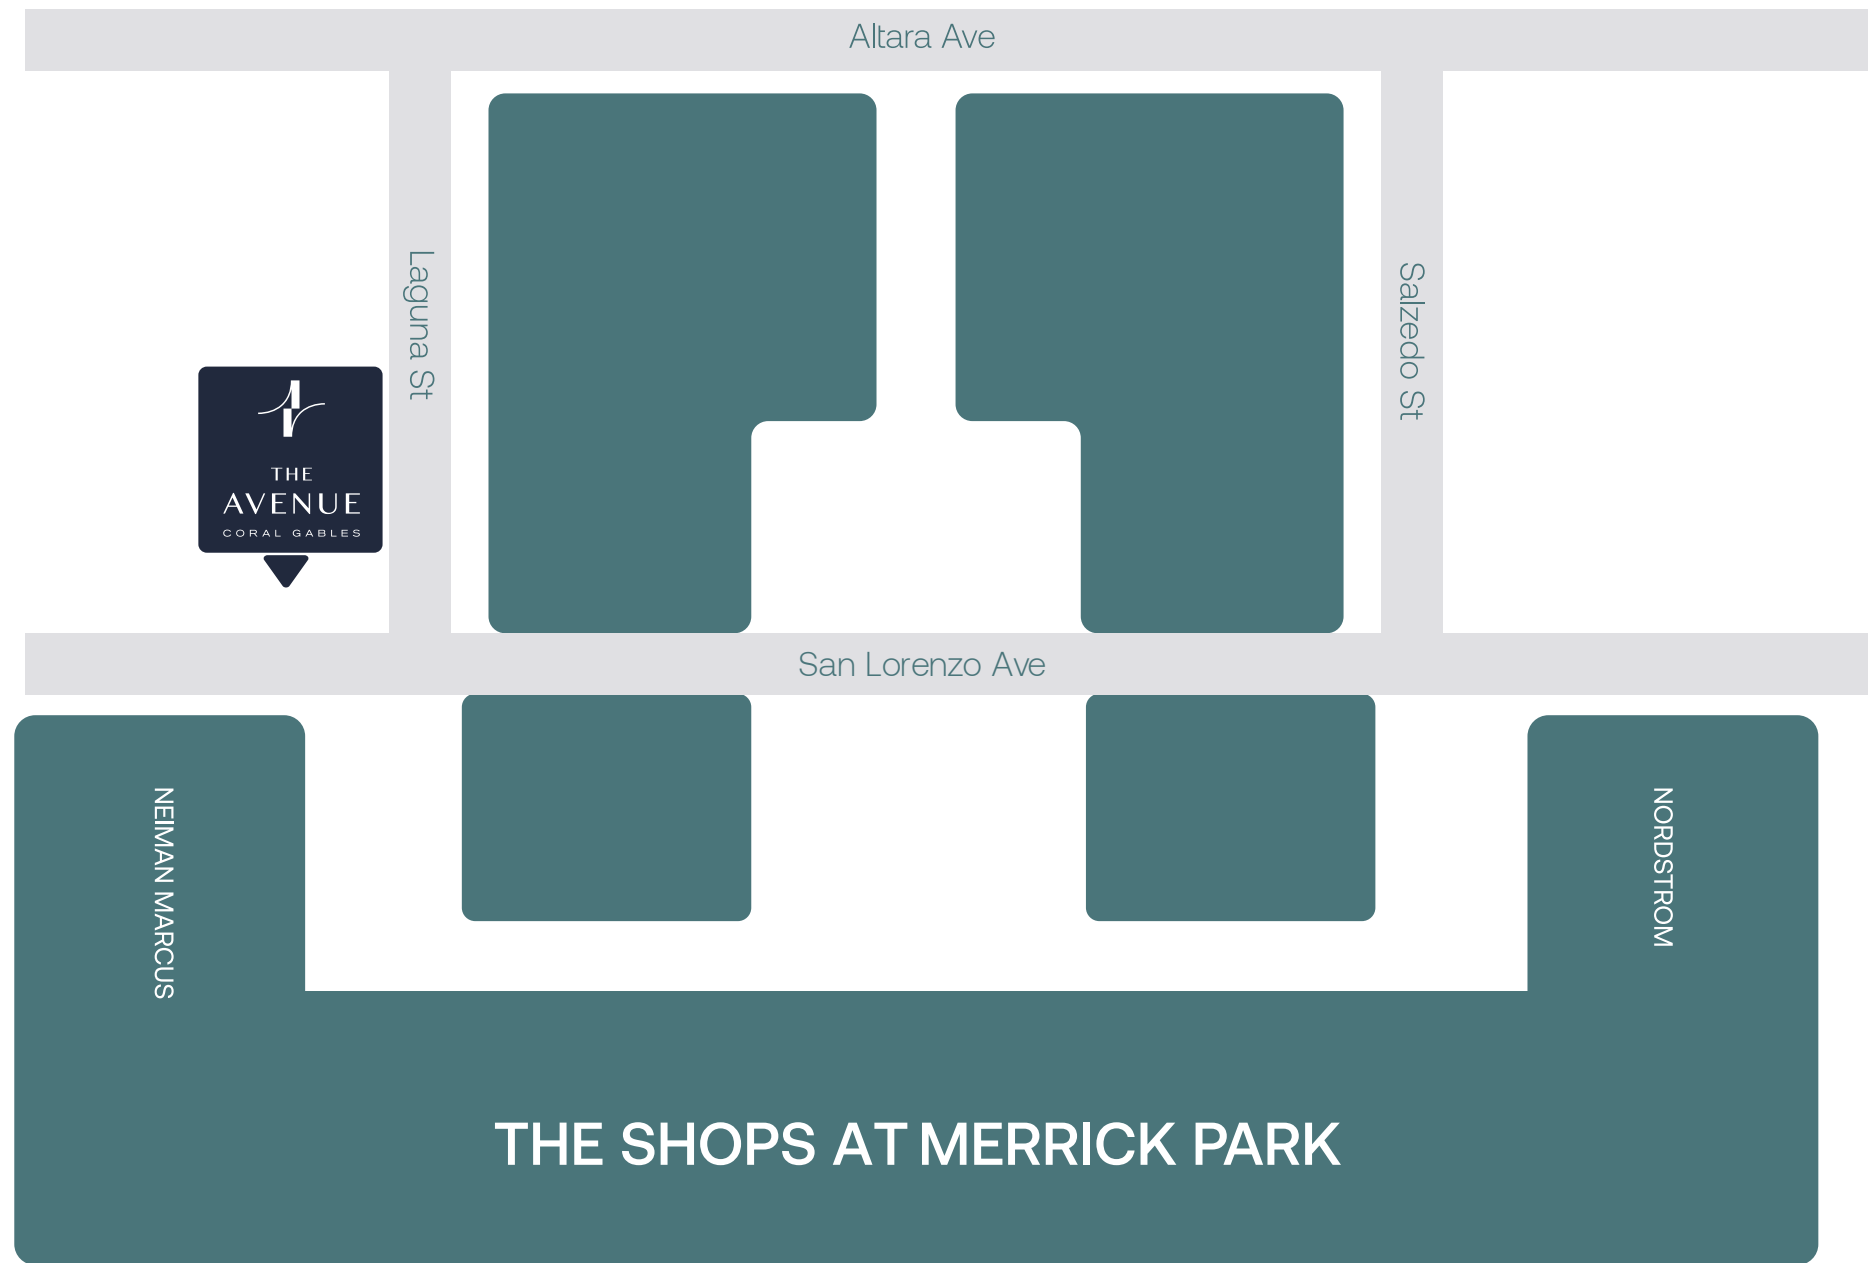 Altara Ave
Laguna St
Salzedo St
THE
AVENUE
CORAL GABLES
San Lorenzo Ave
NEIMAN MARCUS
NORDSTROM
THE SHOPS AT MERRICK PARK